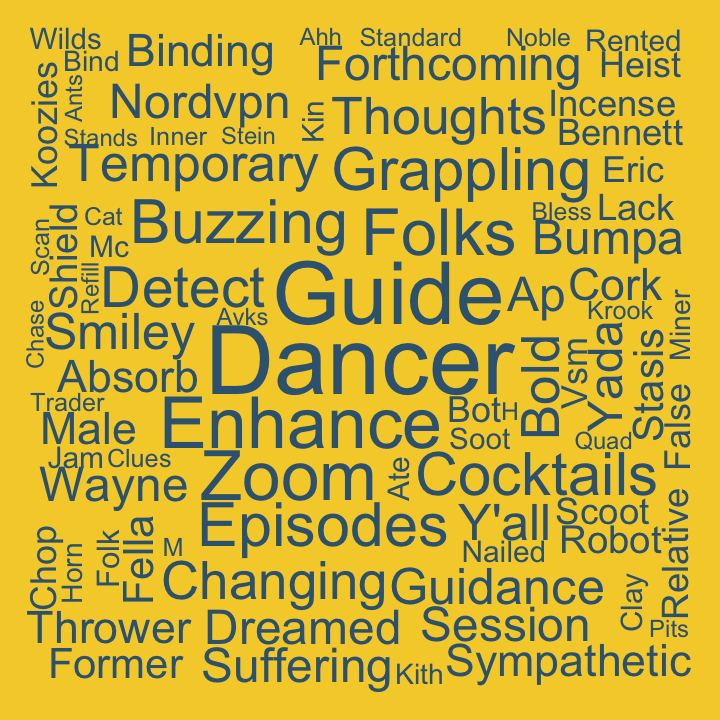 Wilds
Binding
Ahh
Standard
Noble
Rented
Bind
Forthcoming
Heist
Koozies
Ants
Nordvpn
Kin
Thoughts
Incense
Bennett
Stands
Inner
Stein
Temporary
Grappling
Eric
Scan
Shield
Cat
Mc
Buzzing
Folks
Bless
Lack
Bumpa
Refill
Detect
Guide
Ap
Cork
Krook
Chase
Smiley
Avks
Dancer
Bold
Vsm
Yada
Stasis
Miner
Absorb
Trader
Male
Enhance
Bot
H
Soot
Quad
False
Jam
Clues
Wayne
Zoom
Ate
Cocktails
Episodes
Y'all
Scoot
Nailed
Robot
Relative
Chop
Horn
Folk
Fella
M
Changing
Guidance
Clay
Pits
Thrower
Dreamed
Session
Former
Suffering
Kith
Sympathetic